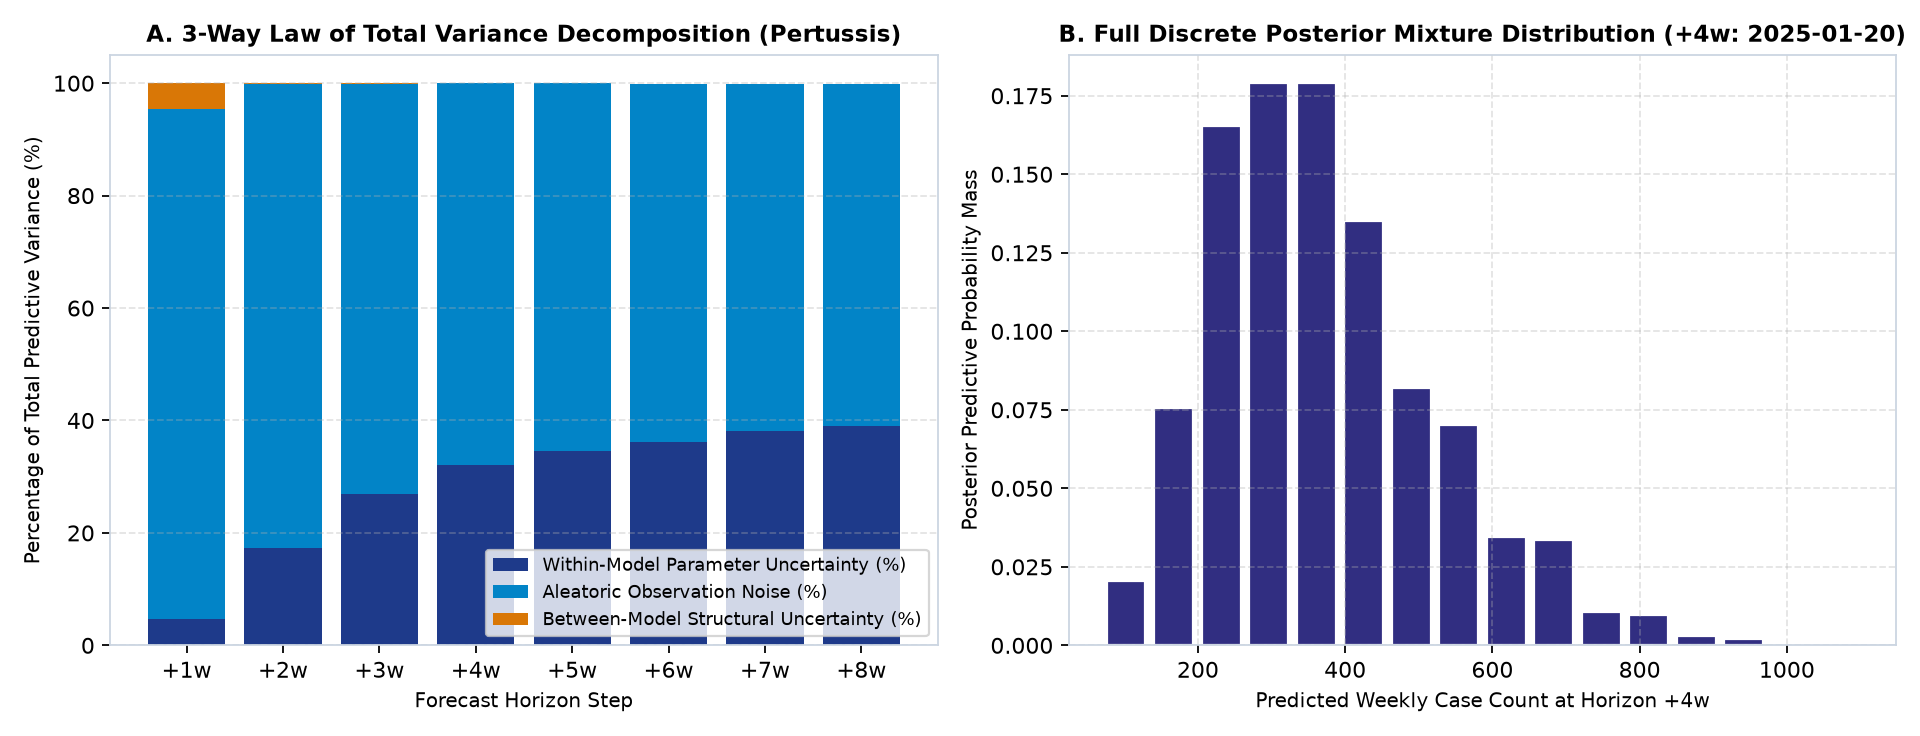 A. 3-Way Law of Total Variance Decomposition (Pertussis)
Percentage of Total Predictive Variance (%)
100
80
60
40
20
0
+1w +2w +3w +4w +5w +6w +7w +8w
Forecast Horizon Step
Within-Model Parameter Uncertainty (%)
Aleatoric Observation Noise (%)
Between-Model Structural Uncertainty (%)
B. Full Discrete Posterior Mixture Distribution (+4w: 2025-01-20)
Posterior Predictive Probability Mass
0.175
0.150
0.125
0.100
0.075
0.050
0.025
0.000
200 400 600 800 1000
Predicted Weekly Case Count at Horizon +4w